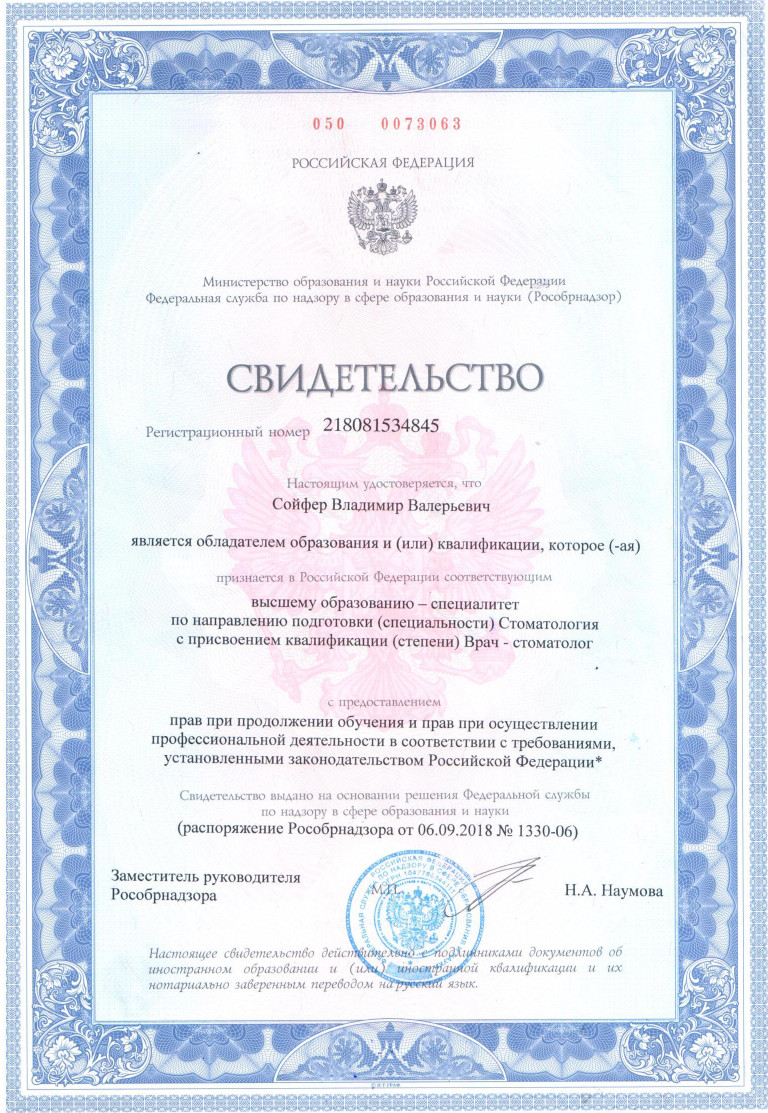 050 0073063
РОССИЙСКАЯ ФЕДЕРАЦИЯ
Министерство образования и науки Российской Федерации
Федеральная служба по надзору в сфере образования и науки (Рособрнадзор)
СВИДЕТЕЛЬСТВО
Регистрационный номер 218081534845
Настоящим удостоверяется, что
Сойфер Владимир Валерьевич
является обладателем образования и (или) квалификации, которое (-ая)
признается в Российской Федерации соответствующим
высшему образованию – специалитет
по направлению подготовки (специальности) Стоматология
с присвоением квалификации (степени) Врач - стоматолог
с предоставлением
прав при продолжении обучения и прав при осуществлении
профессиональной деятельности в соответствии с требованиями,
установленными законодательством Российской Федерации*
Свидетельство выдано на основании решения Федеральной службы
по надзору в сфере образования и науки
(распоряжение Рособрнадзора от 06.09.2018 № 1330-06)
Заместитель руководителя
Рособрнадзора
М.П.
Н.А. Наумова
Настоящее свидетельство действительно с подлинниками документов об
иностранном образовании и (или) иностранной квалификации и их
нотариально заверенным переводом на русский язык.